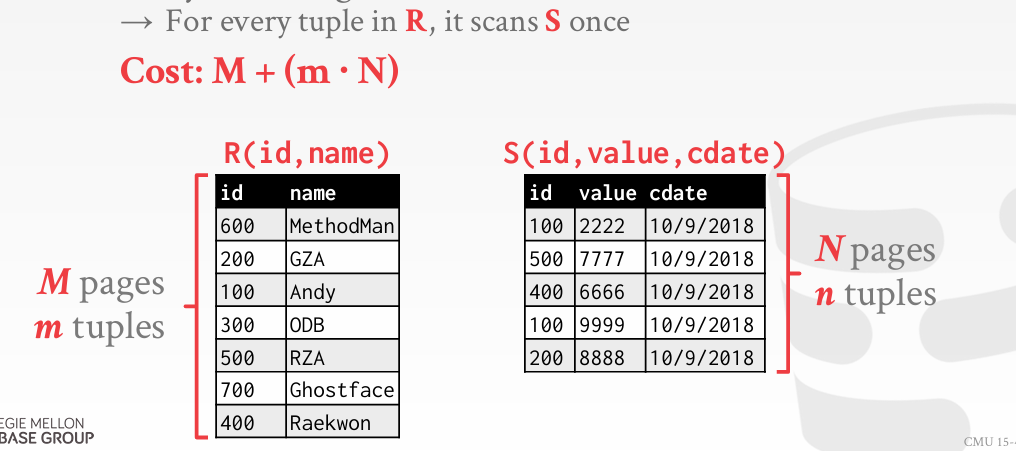 → For every tuple in R, it scans S once
Cost: M + (m · N)
R(id,name)
id name
600 MethodMan
200 GZA
100 Andy
300 ODB
500 RZA
700 Ghostface
400 Raekwon
M pages
m tuples
S(id,value,cdate)
id value cdate
100 2222 10/9/2018
500 7777 10/9/2018
400 6666 10/9/2018
100 9999 10/9/2018
200 8888 10/9/2018
N pages
n tuples
EGIE MELLON
BASE GROUP
CMU 15-